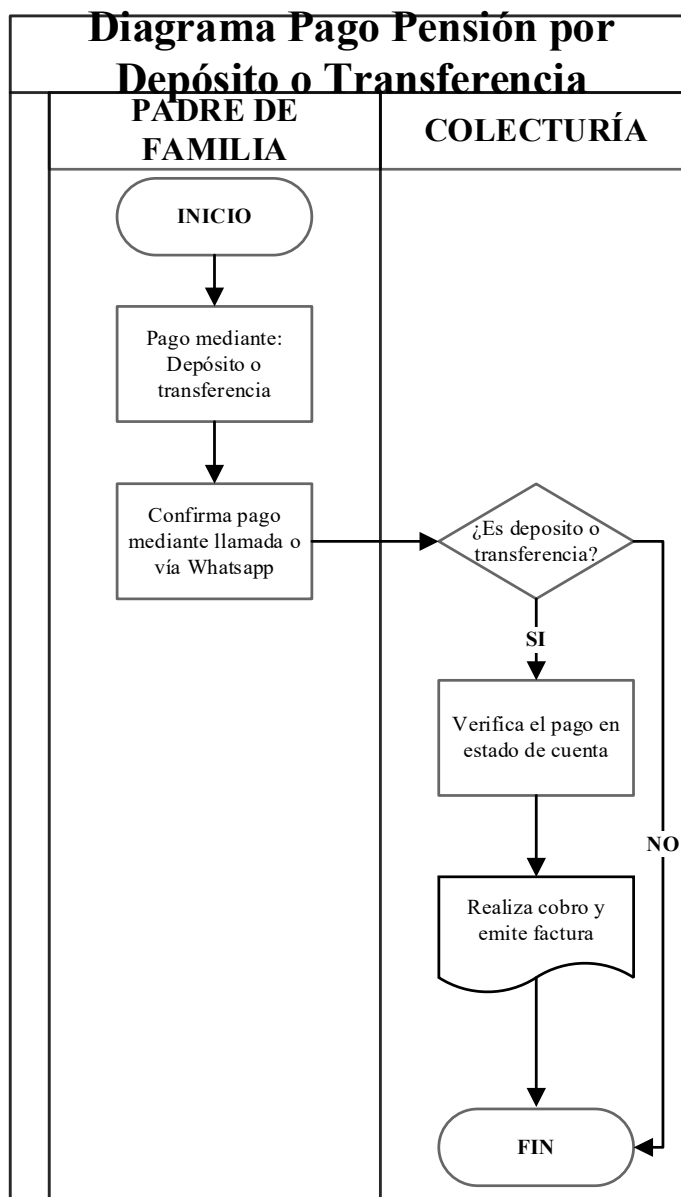 Diagrama Pago Pensión por
Depósito o Transferencia
PADRE DE
FAMILIA
COLECTURÍA
INICIO
Pago mediante:
Depósito o
transferencia
Confirma pago
mediante llamada o
vía Whatsapp
¿Es deposito o
transferencia?
SI
Verifica el pago en
estado de cuenta
NO
Realiza cobro y
emite factura
FIN